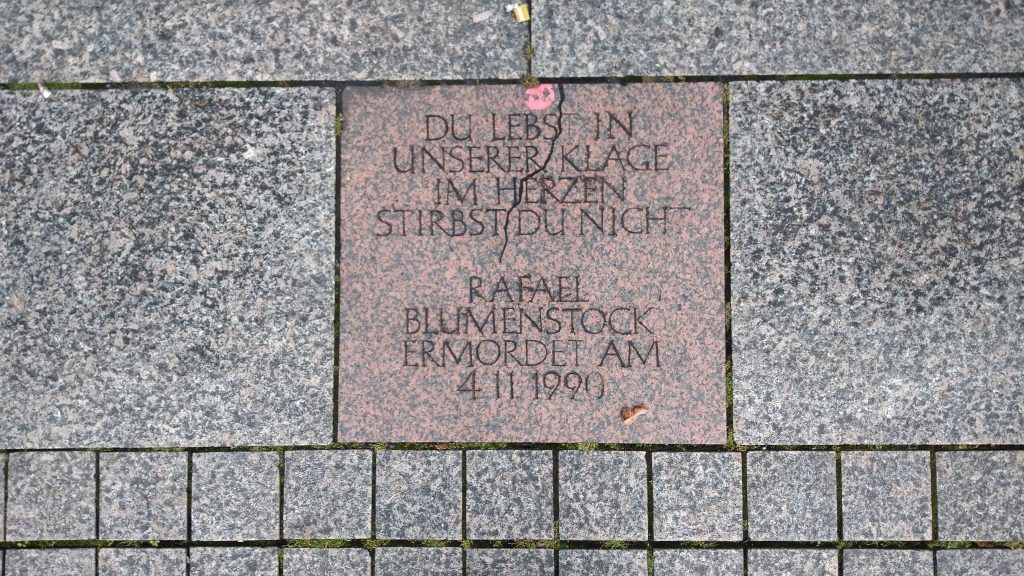 DU LEBST IN
UNSERER KLAGE
IM HERZEN
STIRBST DU NICHT
RAFAEL
BLUMENSTOCK
ERMORDET AM
4.11.1990